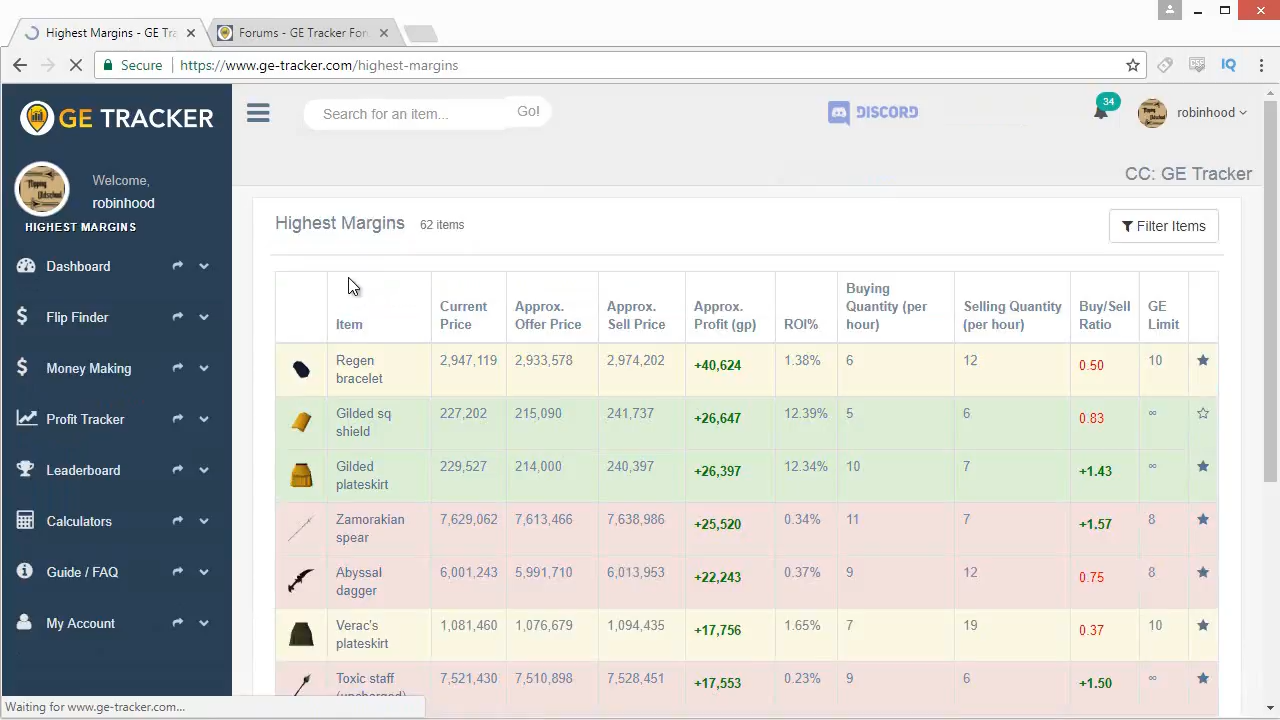 Highest Margins - GE Tra
Forums - GE Tracker For
Secure
https://www.ge-tracker.com/highest-margins
IQ
GE TRACKER
Search for an item...
Go!
DISCORD
34
robinhood
Welcome,
robinhood
CC: GE Tracker
HIGHEST MARGINS
Dashboard
Flip Finder
Money Making
Profit Tracker
Leaderboard
Calculators
Guide / FAQ
My Account
Highest Margins 62 items
Filter Items
Item
Current
Price
Approx.
Offer Price
Approx.
Sell Price
Approx.
Profit (gp)
ROI%
Buying
Quantity (per
hour)
Selling Quantity
(per hour)
Buy/Sell
Ratio
GE
Limit
Regen
bracelet
2,947,119 2,933,578 2,974,202 +40,624 1.38% 6 12 0.50 10
Gilded sq
shield
227,202 215,090 241,737 +26,647 12.39% 5 6 0.83 ∞
Gilded
plateskirt
229,527 214,000 240,397 +26,397 12.34% 10 7 +1.43 ∞
Zamorakian
spear
7,629,062 7,613,466 7,638,986 +25,520 0.34% 11 7 +1.57 8
Abyssal
dagger
6,001,243 5,991,710 6,013,953 +22,243 0.37% 9 12 0.75 8
Verac's
plateskirt
1,081,460 1,076,679 1,094,435 +17,756 1.65% 7 19 0.37 10
Toxic staff
(uncharged)
7,521,430 7,510,898 7,528,451 +17,553 0.23% 9 6 +1.50 ∞
Waiting for www.ge-tracker.com...